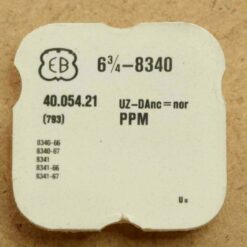 EB 6¾-8340
40.054.21 UZ-DAnc=nor
(793) PPM
8340-66
8340-67
8341
8341-66
8341-67
U x